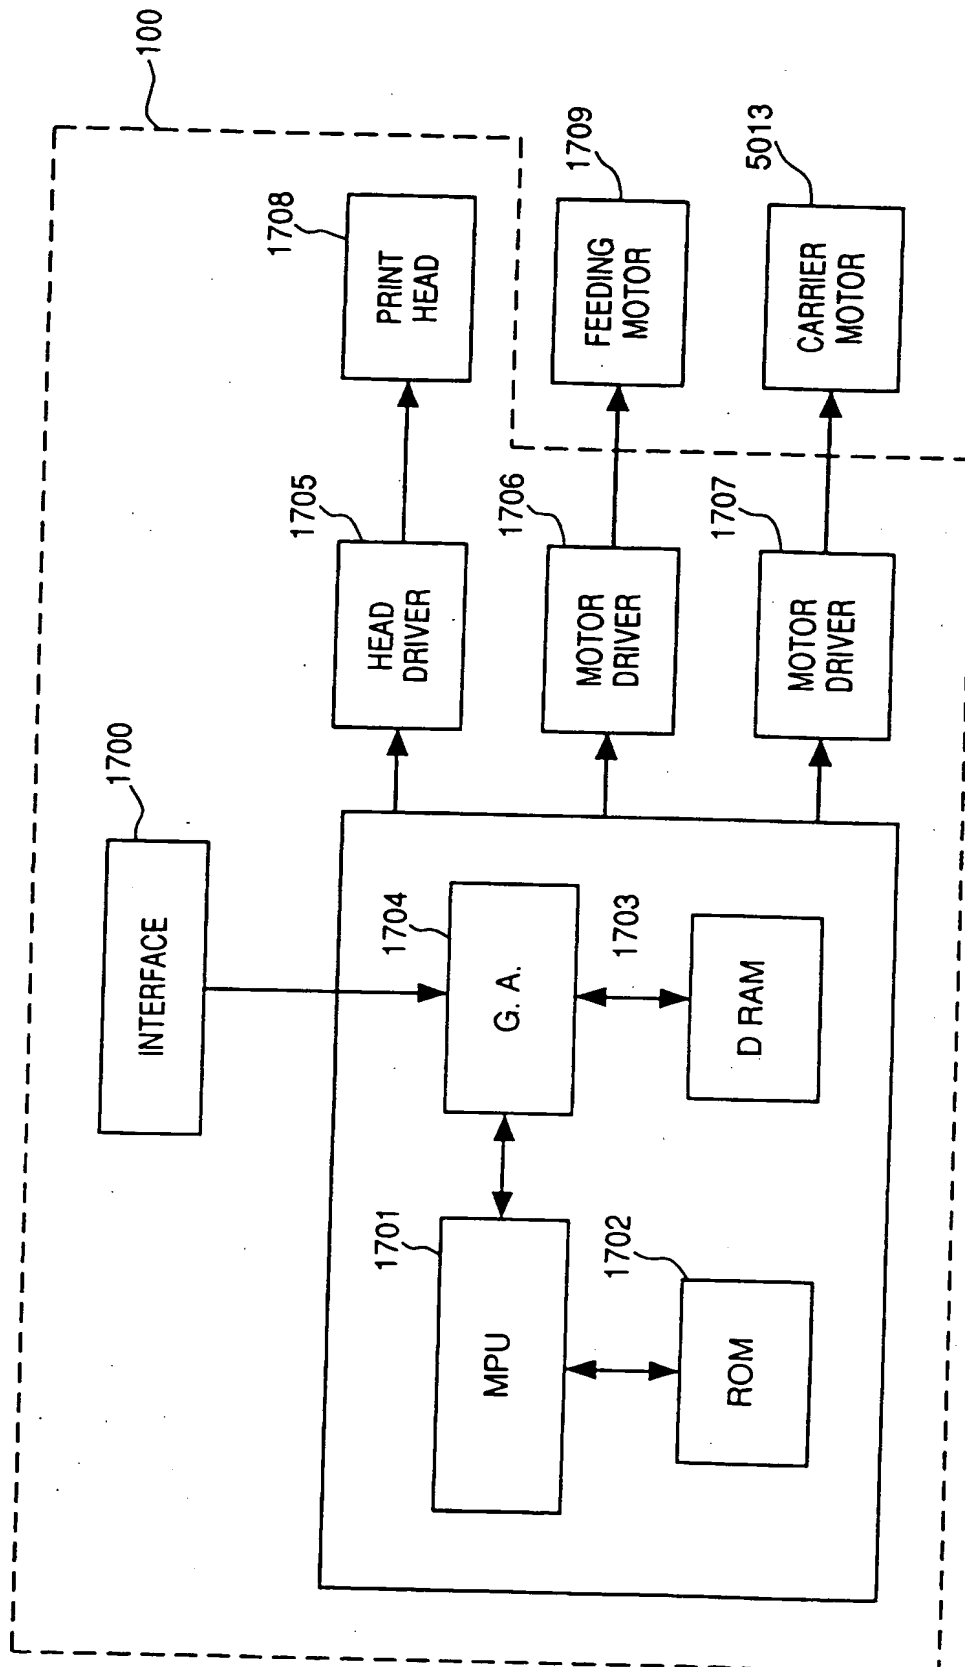 100
1700
INTERFACE
1708
PRINT
HEAD
1705
HEAD
DRIVER
1709
FEEDING
MOTOR
1706
MOTOR
DRIVER
5013
CARRIER
MOTOR
1707
MOTOR
DRIVER
1704
G. A.
1703
D RAM
1701
MPU
1702
ROM